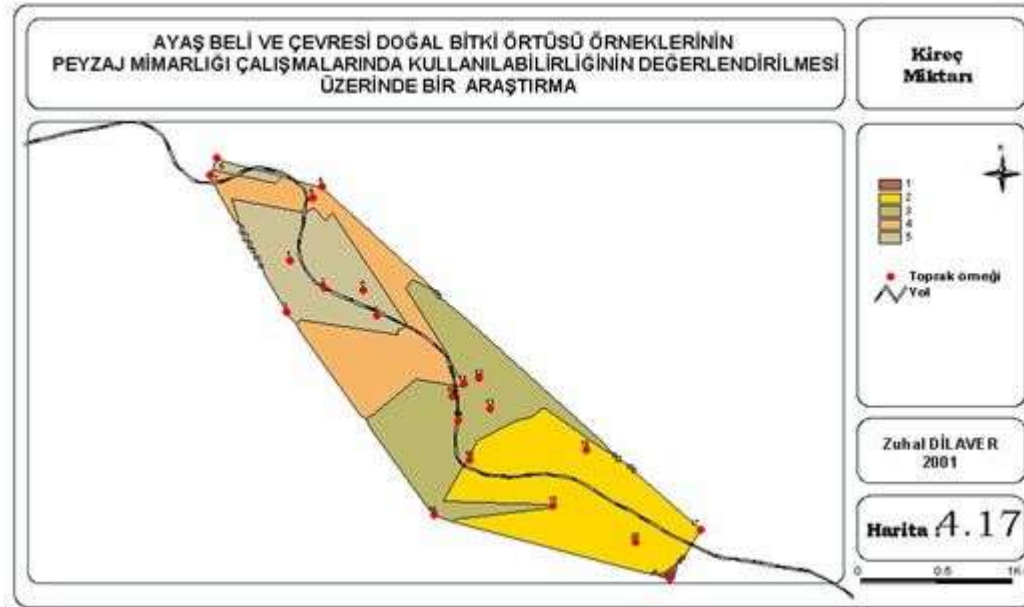 AYAŞ BELİ VE ÇEVRESİ DOĞAL BİTKİ ÖRTÜSÜ ÖRNEKLERİNİN
PEYZAJ MİMARLIĞI ÇALIŞMALARINDA KULLANILABİLİRLİĞİNİN DEĞERLENDİRİLMESİ
ÜZERİNDE BİR ARAŞTIRMA
Kireç
Miktarı
1
2
3
4
5
Toprak örneği
Yol
Zuhal DİLAVER
2001
Harita :4.17
0 0.5 1K